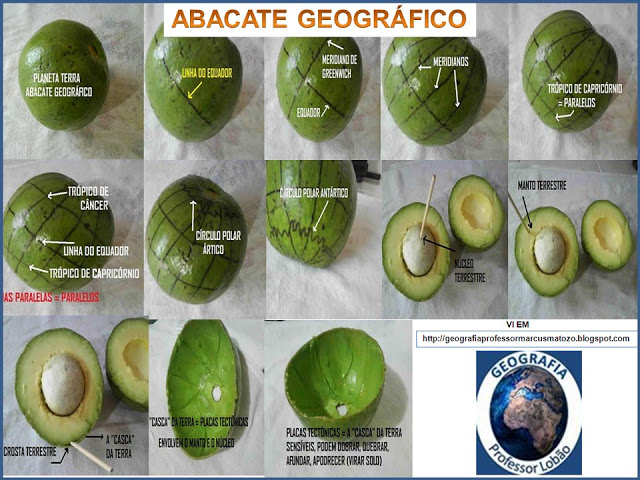 ABACATE GEOGRÁFICO
PLANETA TERRA
ABACATE GEOGRÁFICO
LINHA DO EQUADOR
MERIDIANO DE
GREENWICH
EQUADOR
MERIDIANOS
TRÓPICO DE CAPRICÓRNIO
= PARALELOS
TRÓPICO DE
CÂNCER
LINHA DO EQUADOR
TRÓPICO DE CAPRICÓRNIO
AS PARALELAS = PARALELOS
CÍRCULO POLAR
ÁRTICO
CÍRCULO POLAR ANTÁRTICO
NÚCLEO
TERRESTTRE
MANTO TERRESTRE
CROSTA TERRESTRE
A "CASCA"
DA TERRA
"CASCA" DA TERRA = PLACAS TECTÔNICAS
ENVOLVEM O MANTO E O NÚCLEO
PLACAS TECTÔNICAS = A "CASCA" DA TERRA
SENSÍVEIS, PODEM DOBRAR, QUEBRAR,
AFUNDAR, APODRECER (VIRAR SOLO)
VI EM
http://geografiaprofessormarcusmatozo.blogspot.com
GEOGRAFIA
Professor Lobão